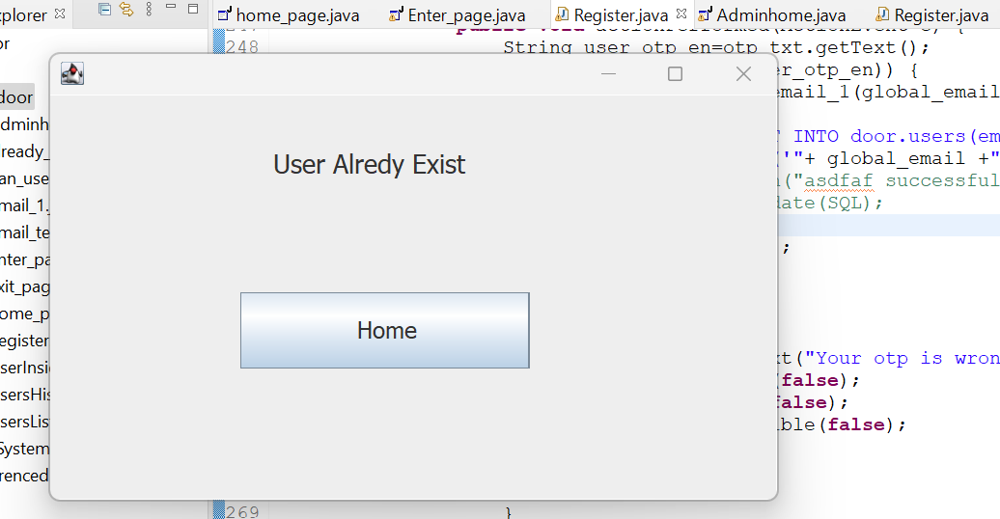 xplorer home_page.java Enter_page.java Register.java Adminhome.java Register.java
248 String user_otp_en=otp_txt.getText();
or
er_otp_en)) {
door email_1(global_email
dminh
lready_ T INTO door.users(em
an_use '"+ global_email +"
User Alredy Exist
("asdfaf successful
mail_1. date(SQL);
mail_te
nter_pa ;
xit_pag
ome_p
Home
egister
serInsi xt("Your otp is wron
(false);
sersHis false);
sersLis ible(false);
System
renced
269 }